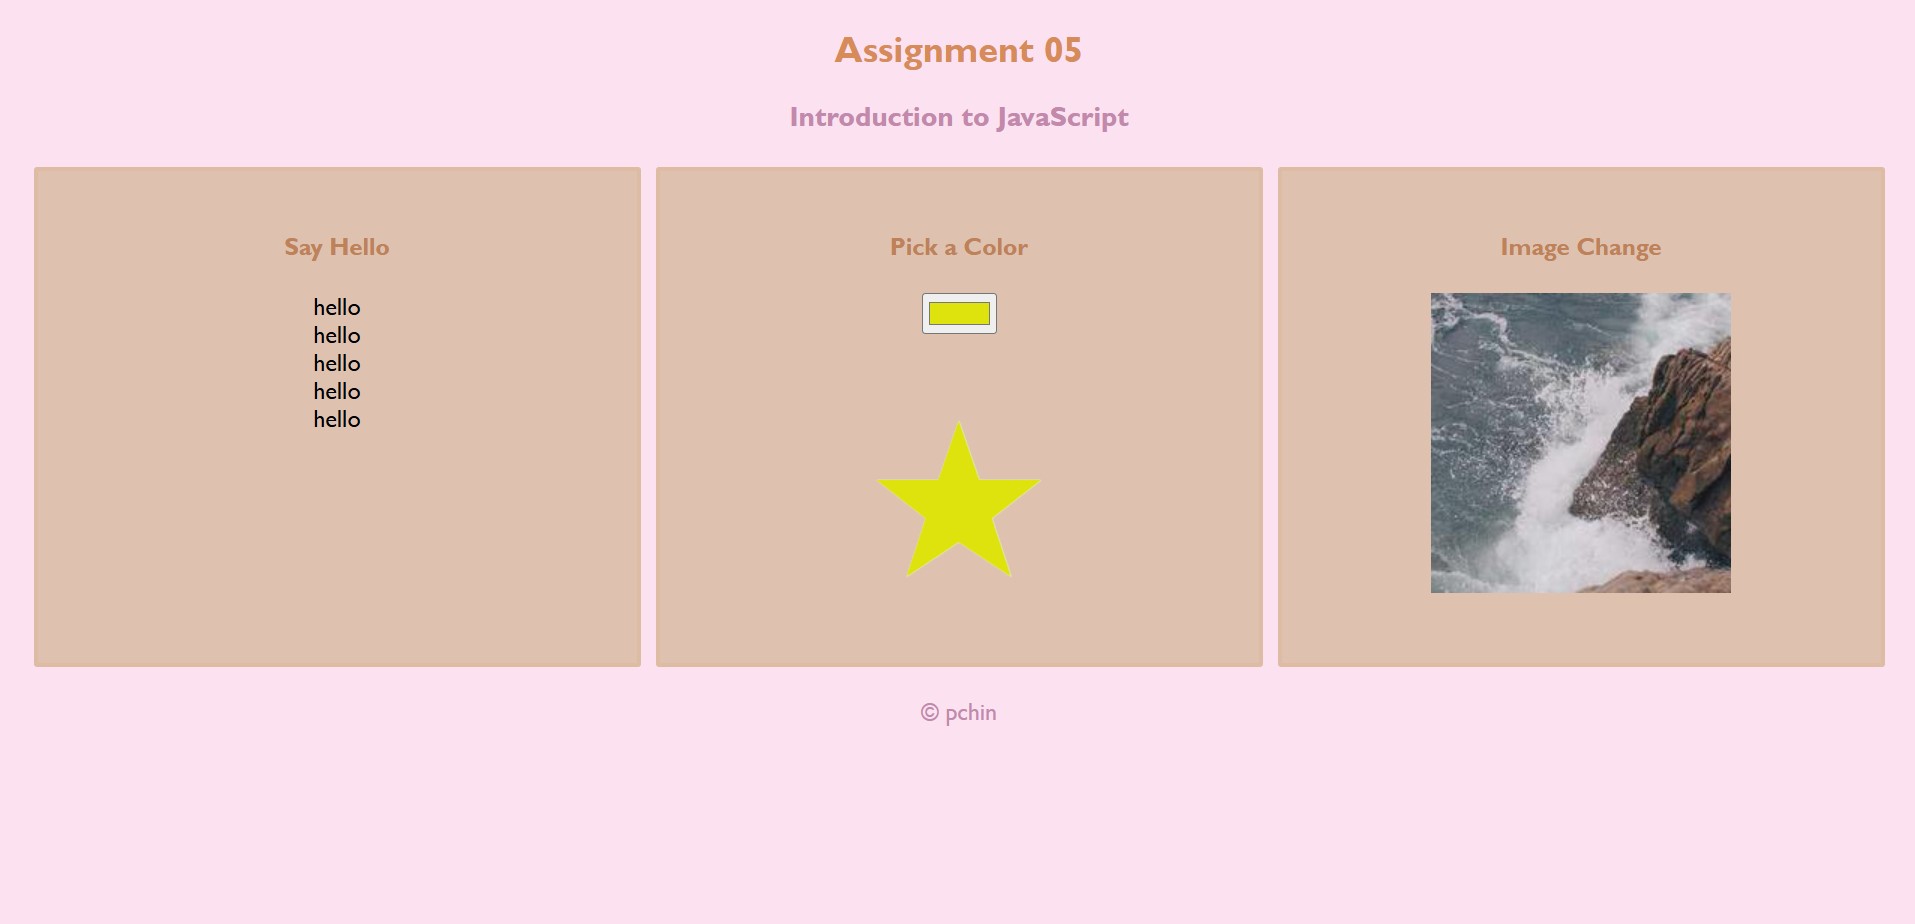 Assignment 05
Introduction to JavaScript
Say Hello
hello
hello
hello
hello
hello
Pick a Color
Image Change
© pchin